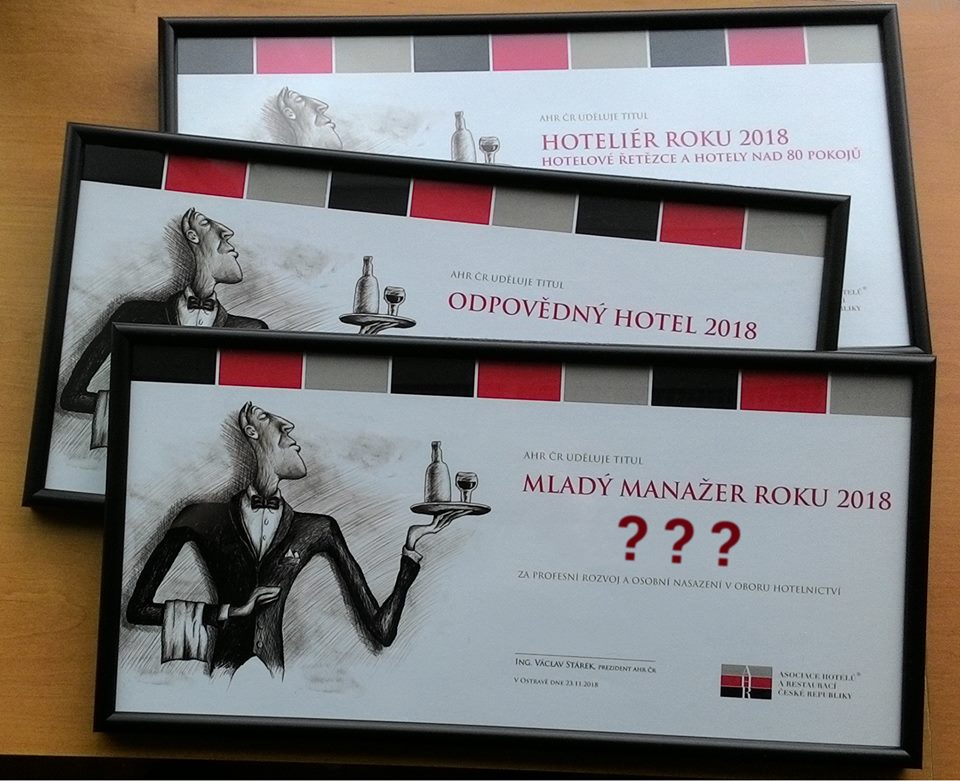 AHR ČR UDĚLUJE TITUL
HOTELIÉR ROKU 2018
HOTELOVÉ ŘETĚZCE A HOTELY NAD 80 POKOJŮ
AHR ČR UDĚLUJE TITUL
ODPOVĚDNÝ HOTEL 2018
AHR ČR UDĚLUJE TITUL
MLADÝ MANAŽER ROKU 2018
? ? ?
ZA PROFESNÍ ROZVOJ A OSOBNÍ NASAZENÍ V OBORU HOTELNICTVÍ
ING. VÁCLAV STÁREK, PREZIDENT AHR ČR
V OSTRAVĚ DNE 23.11.2018
AHR
ASOCIACE HOTELŮ®
A RESTAURACÍ
ČESKÉ REPUBLIKY